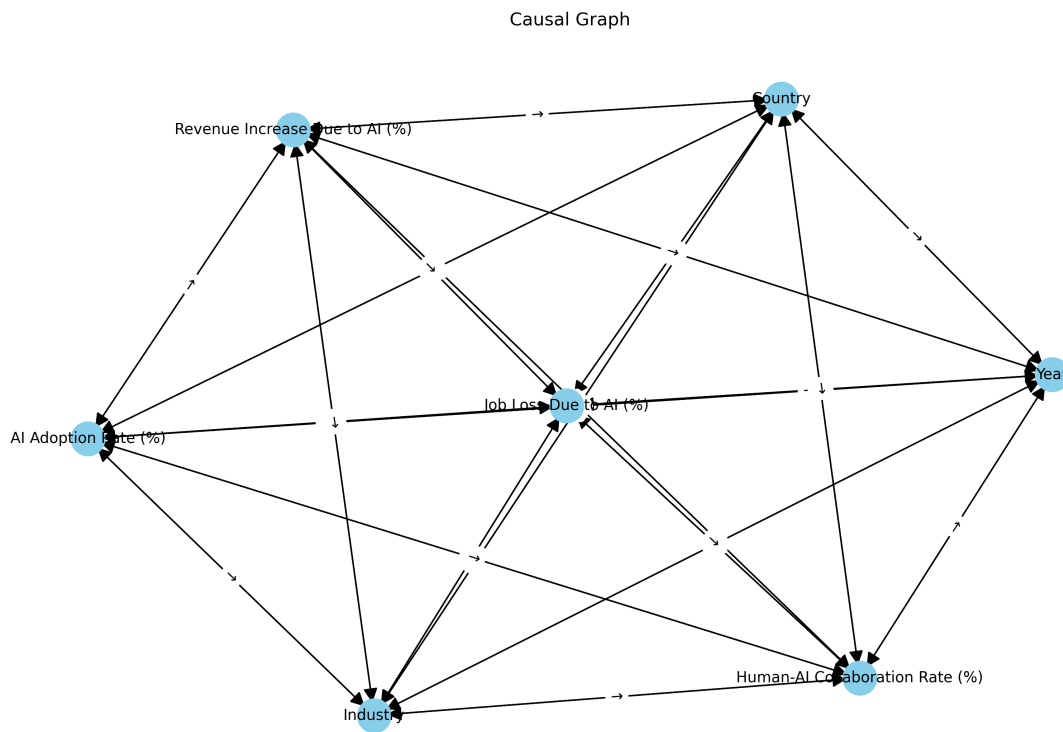 Causal Graph
Country
Revenue Increase Due to AI (%)
Year
Job Loss Due to AI (%)
AI Adoption Rate (%)
Human-AI Collaboration Rate (%)
Industry